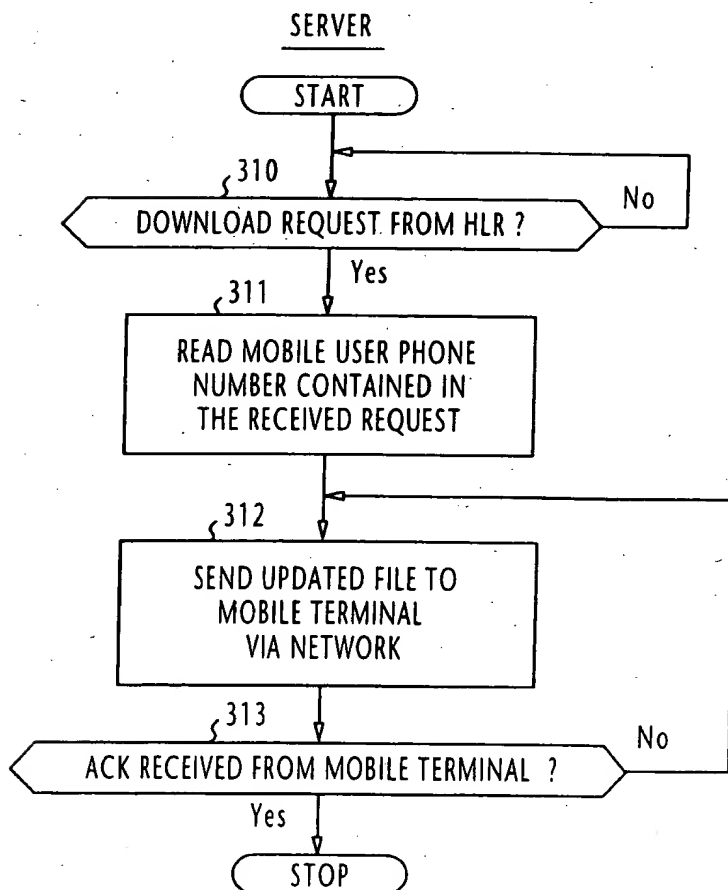 SERVER
START
310
DOWNLOAD REQUEST FROM HLR ?
No
Yes
311
READ MOBILE USER PHONE
NUMBER CONTAINED IN
THE RECEIVED REQUEST
312
SEND UPDATED FILE TO
MOBILE TERMINAL
VIA NETWORK
313
ACK RECEIVED FROM MOBILE TERMINAL ?
No
Yes
STOP